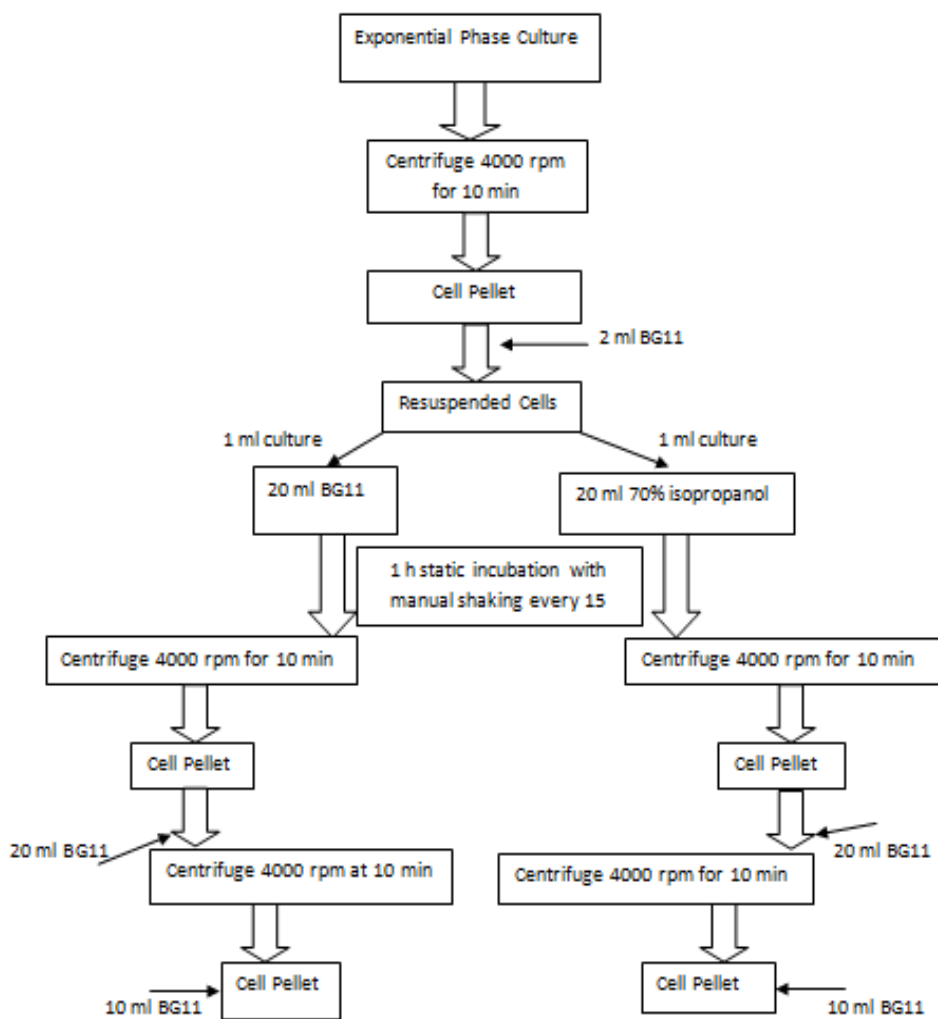 Exponential Phase Culture
Centrifuge 4000 rpm
for 10 min
Cell Pellet
2 ml BG11
Resuspended Cells
1 ml culture
1 ml culture
20 ml BG11
20 ml 70% isopropanol
1 h static incubation with
manual shaking every 15
Centrifuge 4000 rpm for 10 min
Centrifuge 4000 rpm for 10 min
Cell Pellet
Cell Pellet
20 ml BG11
20 ml BG11
Centrifuge 4000 rpm at 10 min
Centrifuge 4000 rpm for 10 min
Cell Pellet
Cell Pellet
10 ml BG11
10 ml BG11